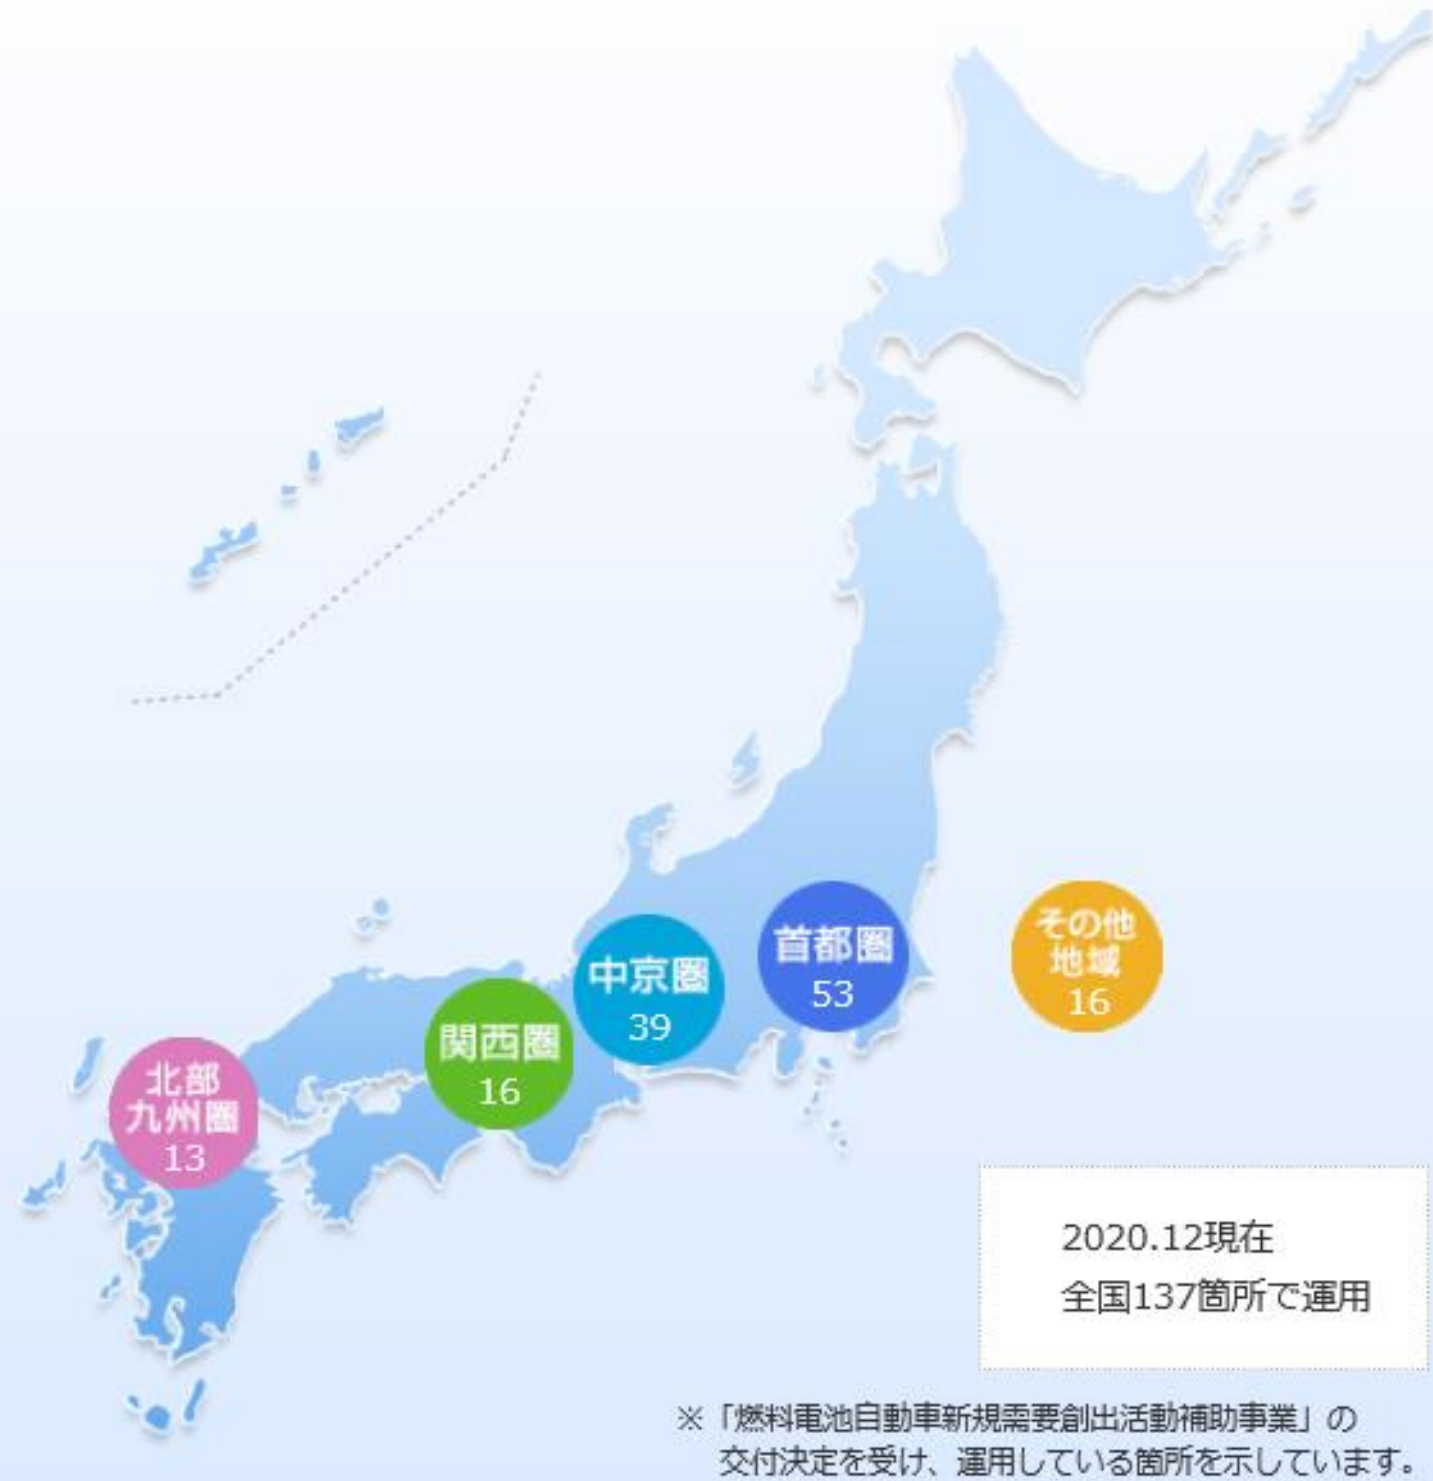 首都圏
53
その他
地域
16
中京圏
39
関西圏
16
北部
九州圏
13
2020.12現在
全国137箇所で運用
※「燃料電池自動車新規需要創出活動補助事業」の
交付決定を受け、運用している箇所を示しています。